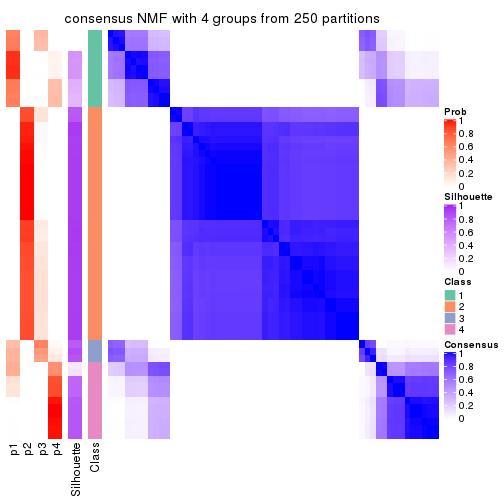 consensus NMF with 4 groups from 250 partitions
Prob
1
0.8
0.6
0.4
0.2
0
Silhouette
1
0.8
0.6
0.4
0.2
0
Class
1
2
3
4
Consensus
1
0.8
0.6
0.4
0.2
0
p1
p2
p3
p4
Silhouette
Class